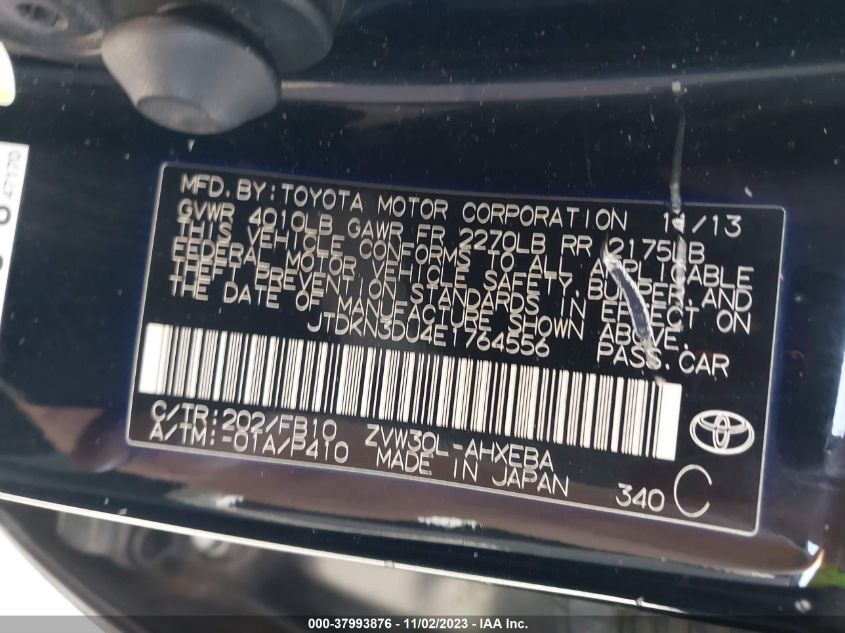 MFD.BY:TOYOTA MOTOR CORPORATION 11/13
GVWR 4010LB GAWR FR 2270LB RR 2175LB
THIS VEHICLE CONFORMS TO ALL APPLICABLE
FEDERAL MOTOR VEHICLE SAFETY, BUMPER, AND
THEFT PREVENTION STANDARDS IN EFFECT ON
THE DATE OF MANUFACTURE SHOWN ABOVE.
JTDKN3DU4E1764556 PASS.CAR
C/TR:202/FB10 ZVW30L-AHXEBA
A/TM:-01A/P410 MADE IN JAPAN 340 C
47170
000-37993876 - 11/02/2023 - IAA Inc.